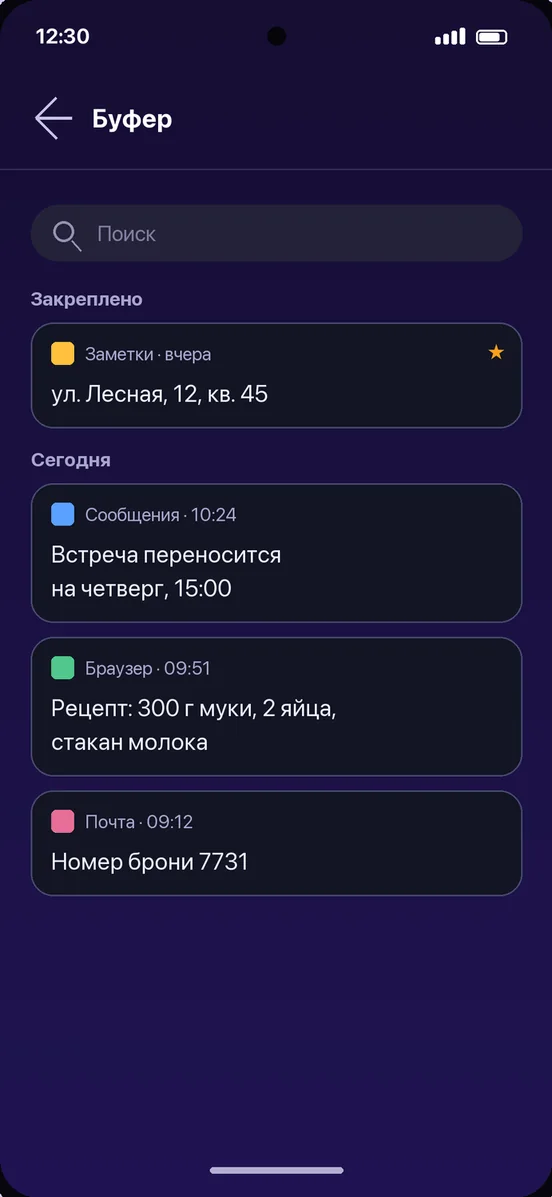 12:30
Буфер
Поиск
Закреплено
Заметки · вчера
ул. Лесная, 12, кв. 45
Сегодня
Сообщения · 10:24
Встреча переносится
на четверг, 15:00
Браузер · 09:51
Рецепт: 300 г муки, 2 яйца,
стакан молока
Почта · 09:12
Номер брони 7731